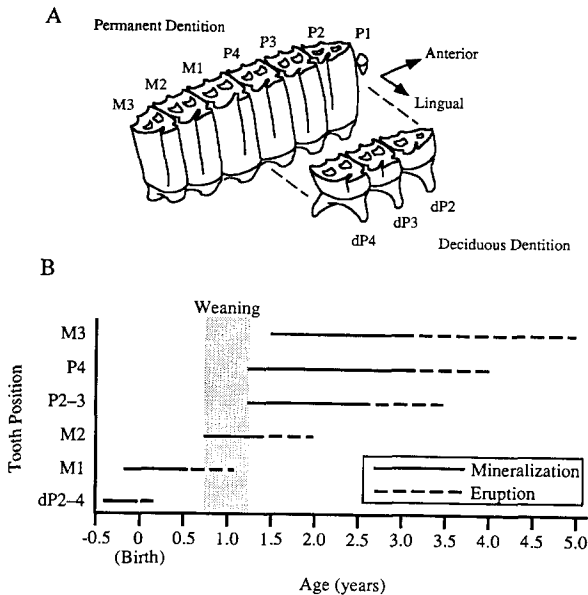 A
Permanent Dentition
P1
P2
P3
P4
M1
M2
M3
Anterior
Lingual
dP2
dP3
dP4
Deciduous Dentition
B
Weaning
Tooth Position
M3
P4
P2–3
M2
M1
dP2–4
Mineralization
Eruption
-0.5 0 0.5 1.0 1.5 2.0 2.5 3.0 3.5 4.0 4.5 5.0
(Birth)
Age (years)